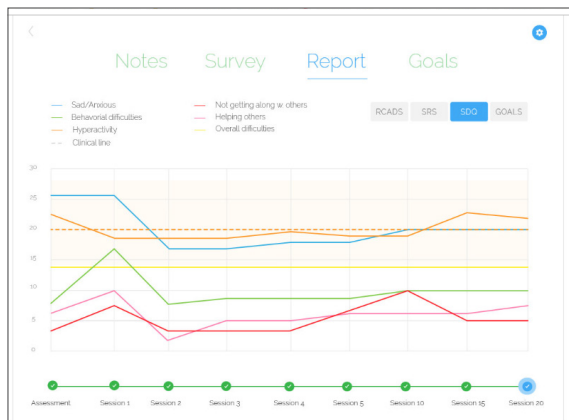 Notes Survey Report Goals
Sad/Anxious
Behavorial difficulties
Hyperactivity
Clinical line
Not getting along w others
Helping others
Overall difficulties
RCADS SRS SDQ GOALS
30
25
20
15
10
5
0
Assessment Session 1 Session 2 Session 3 Session 4 Session 5 Session 10 Session 15 Session 20